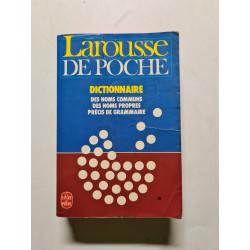 Larousse
DE POCHE
DICTIONNAIRE
DES NOMS COMMUNS
DES NOMS PROPRES
PRÉCIS DE GRAMMAIRE